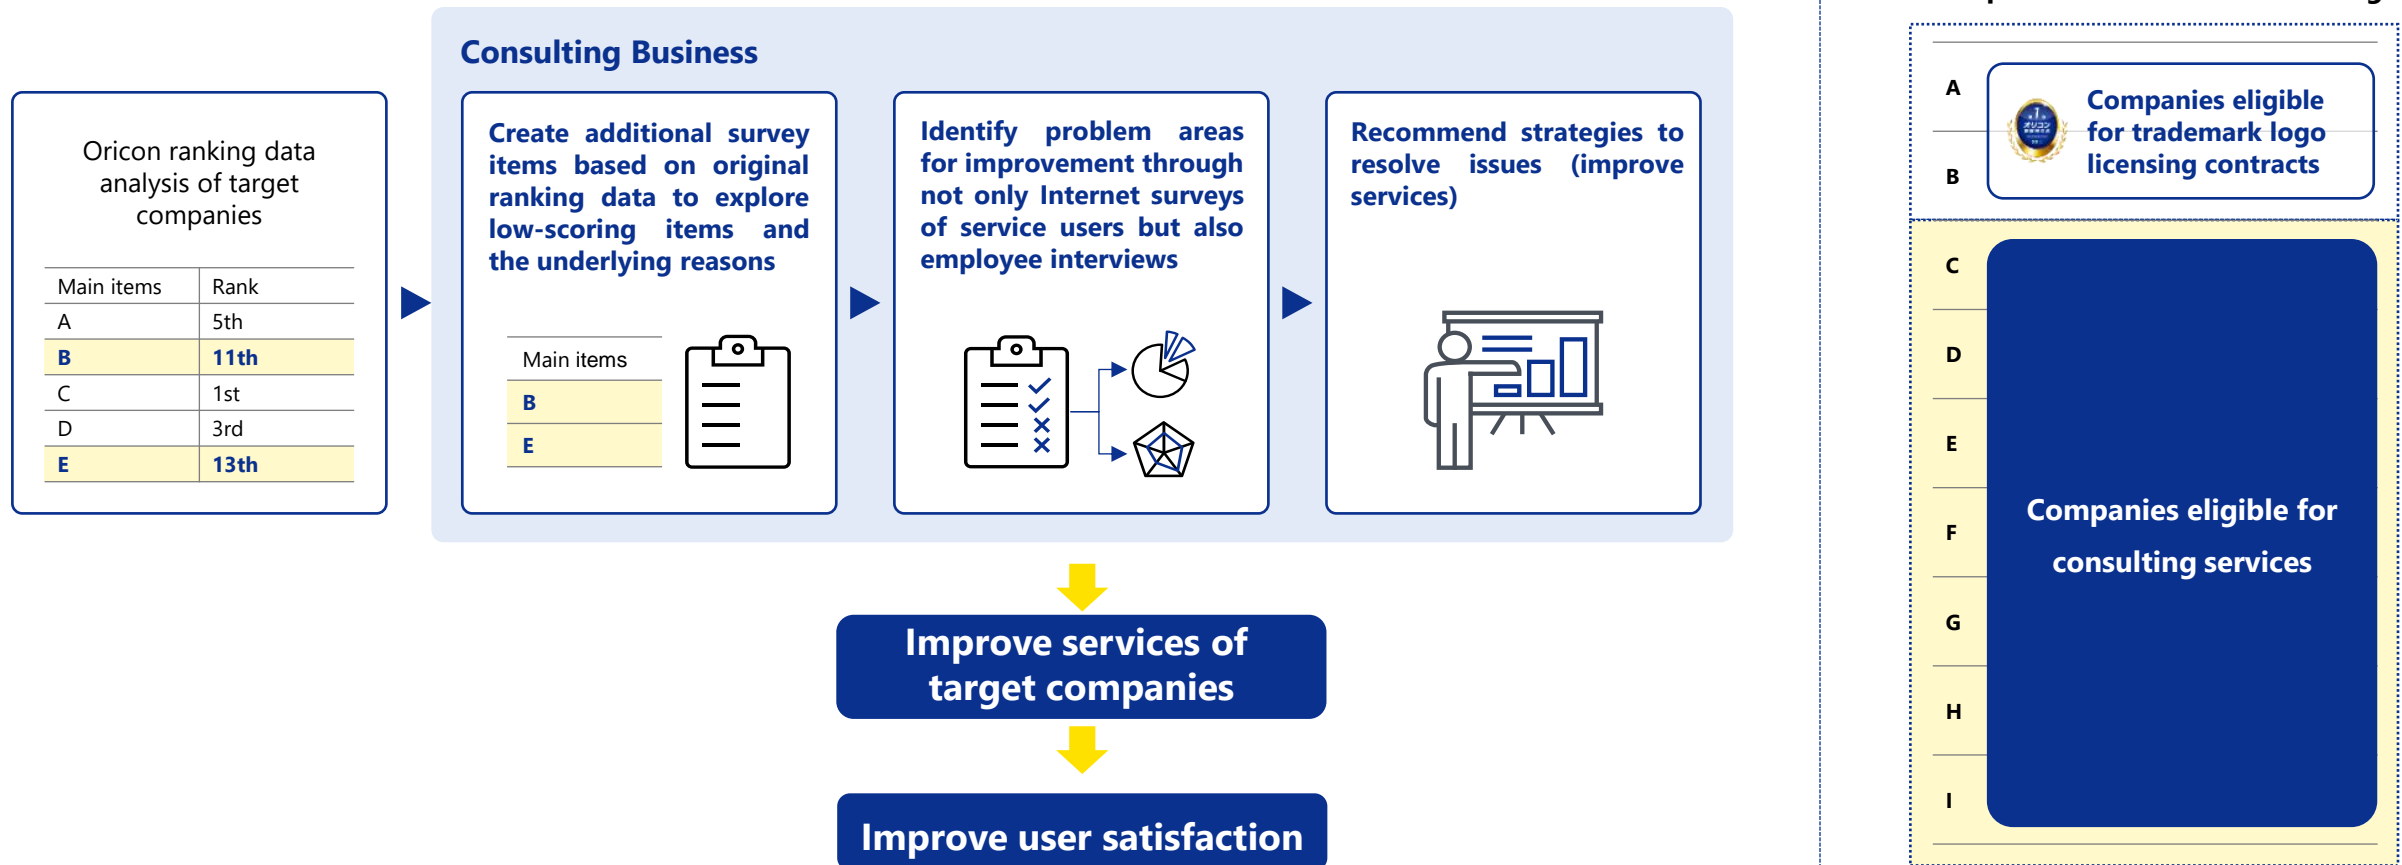 Consulting Business
Oricon ranking data
analysis of target
companies
Main items Rank
A 5th
B 11th
C 1st
D 3rd
E 13th
Create additional survey
items based on original
ranking data to explore
low-scoring items and
the underlying reasons
Main items
B
E
Identify problem areas
for improvement through
not only Internet surveys
of service users but also
employee interviews
Recommend strategies to
resolve issues (improve
services)
Improve services of
target companies
Improve user satisfaction
A
B
Companies eligible
for trademark logo
licensing contracts
オリコン
C
D
E
F
G
H
I
Companies eligible for
consulting services